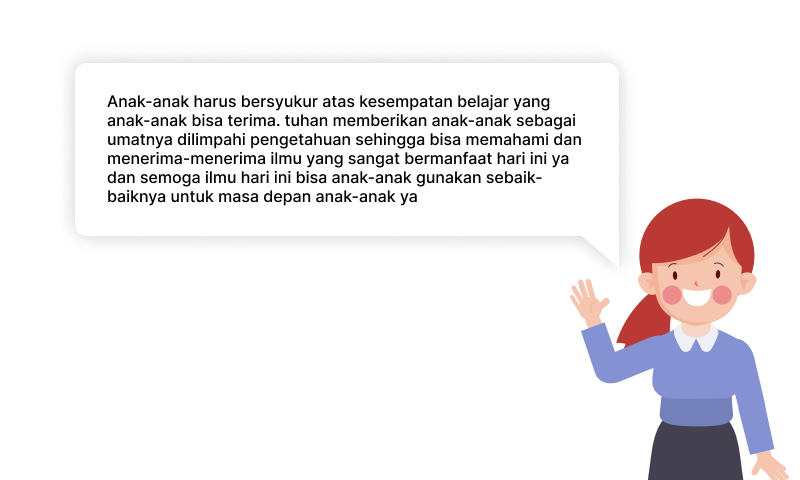 Anak-anak harus bersyukur atas kesempatan belajar yang
anak-anak bisa terima. tuhan memberikan anak-anak sebagai
umatnya dilimpahi pengetahuan sehingga bisa memahami dan
menerima-menerima ilmu yang sangat bermanfaat hari ini ya
dan semoga ilmu hari ini bisa anak-anak gunakan sebaik-
baiknya untuk masa depan anak-anak ya